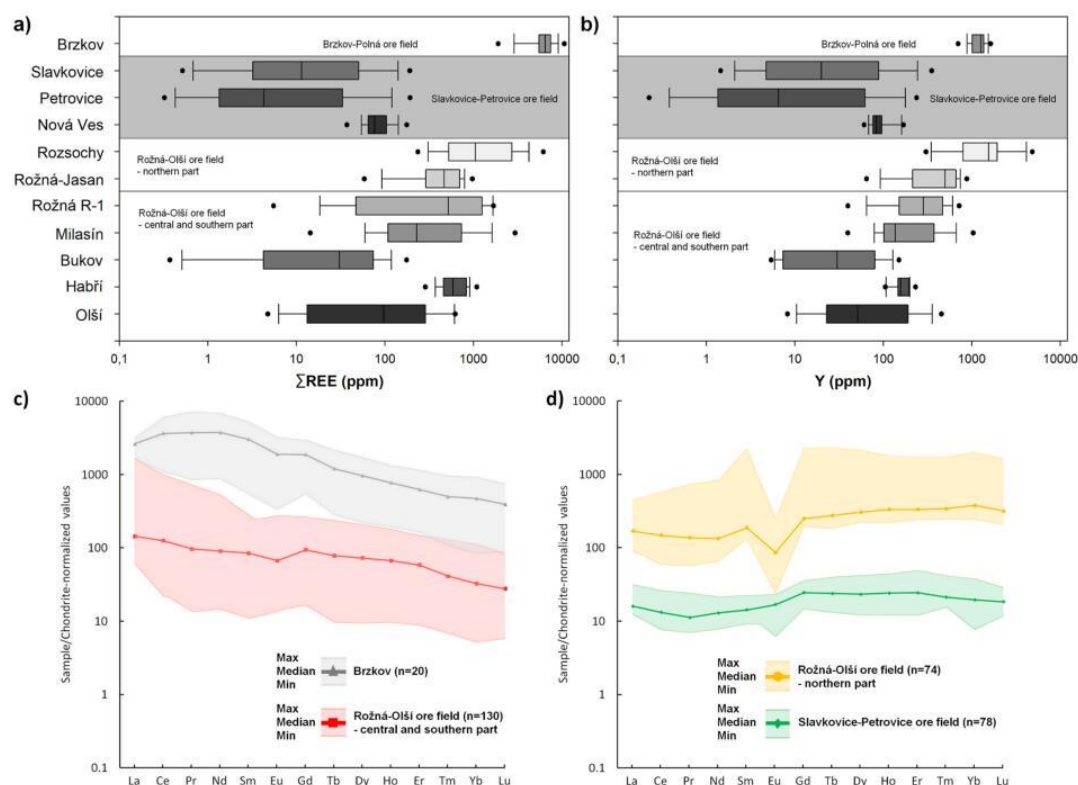 a)
Brzkov
Slavkovice
Petrovice
Nová Ves
Rozsochy
Rožná-Jasan
Rožná R-1
Milasín
Bukov
Habří
Olší
Brzkov-Polná ore field
Slavkovice-Petrovice ore field
Rožná-Olší ore field
- northern part
Rožná-Olší ore field
- central and southern part
0,1 1 10 100 1000 10000
∑REE (ppm)
b)
Brzkov-Polná ore field
Slavkovice-Petrovice ore field
Rožná-Olší ore field
- northern part
Rožná-Olší ore field
- central and southern part
0,1 1 10 100 1000 10000
Y (ppm)
c)
Sample/Chondrite-normalized values
10000
1000
100
10
1
0.1
Max
Median
Min
Brzkov (n=20)
Max
Median
Min
Rožná-Olší ore field (n=130)
- central and southern part
La Ce Pr Nd Sm Eu Gd Tb Dy Ho Er Tm Yb Lu
d)
Sample/Chondrite-normalized values
10000
1000
100
10
1
0.1
Max
Median
Min
Rožná-Olší ore field (n=74)
- northern part
Max
Median
Min
Slavkovice-Petrovice ore field (n=78)
La Ce Pr Nd Sm Eu Gd Tb Dy Ho Er Tm Yb Lu